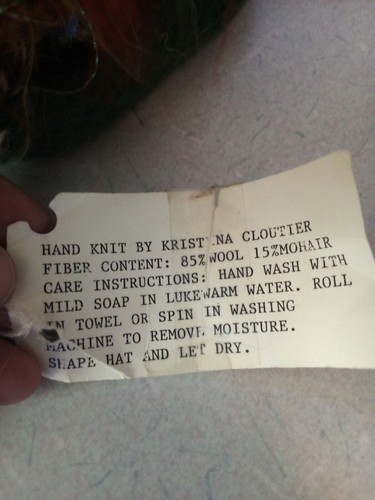 HAND KNIT BY KRISTINA CLOUTIER
FIBER CONTENT: 85% WOOL 15%MOHAIR
CARE INSTRUCTIONS: HAND WASH WITH
MILD SOAP IN LUKEWARM WATER. ROLL
IN TOWEL OR SPIN IN WASHING
MACHINE TO REMOVE MOISTURE.
SHAPE HAT AND LET DRY.